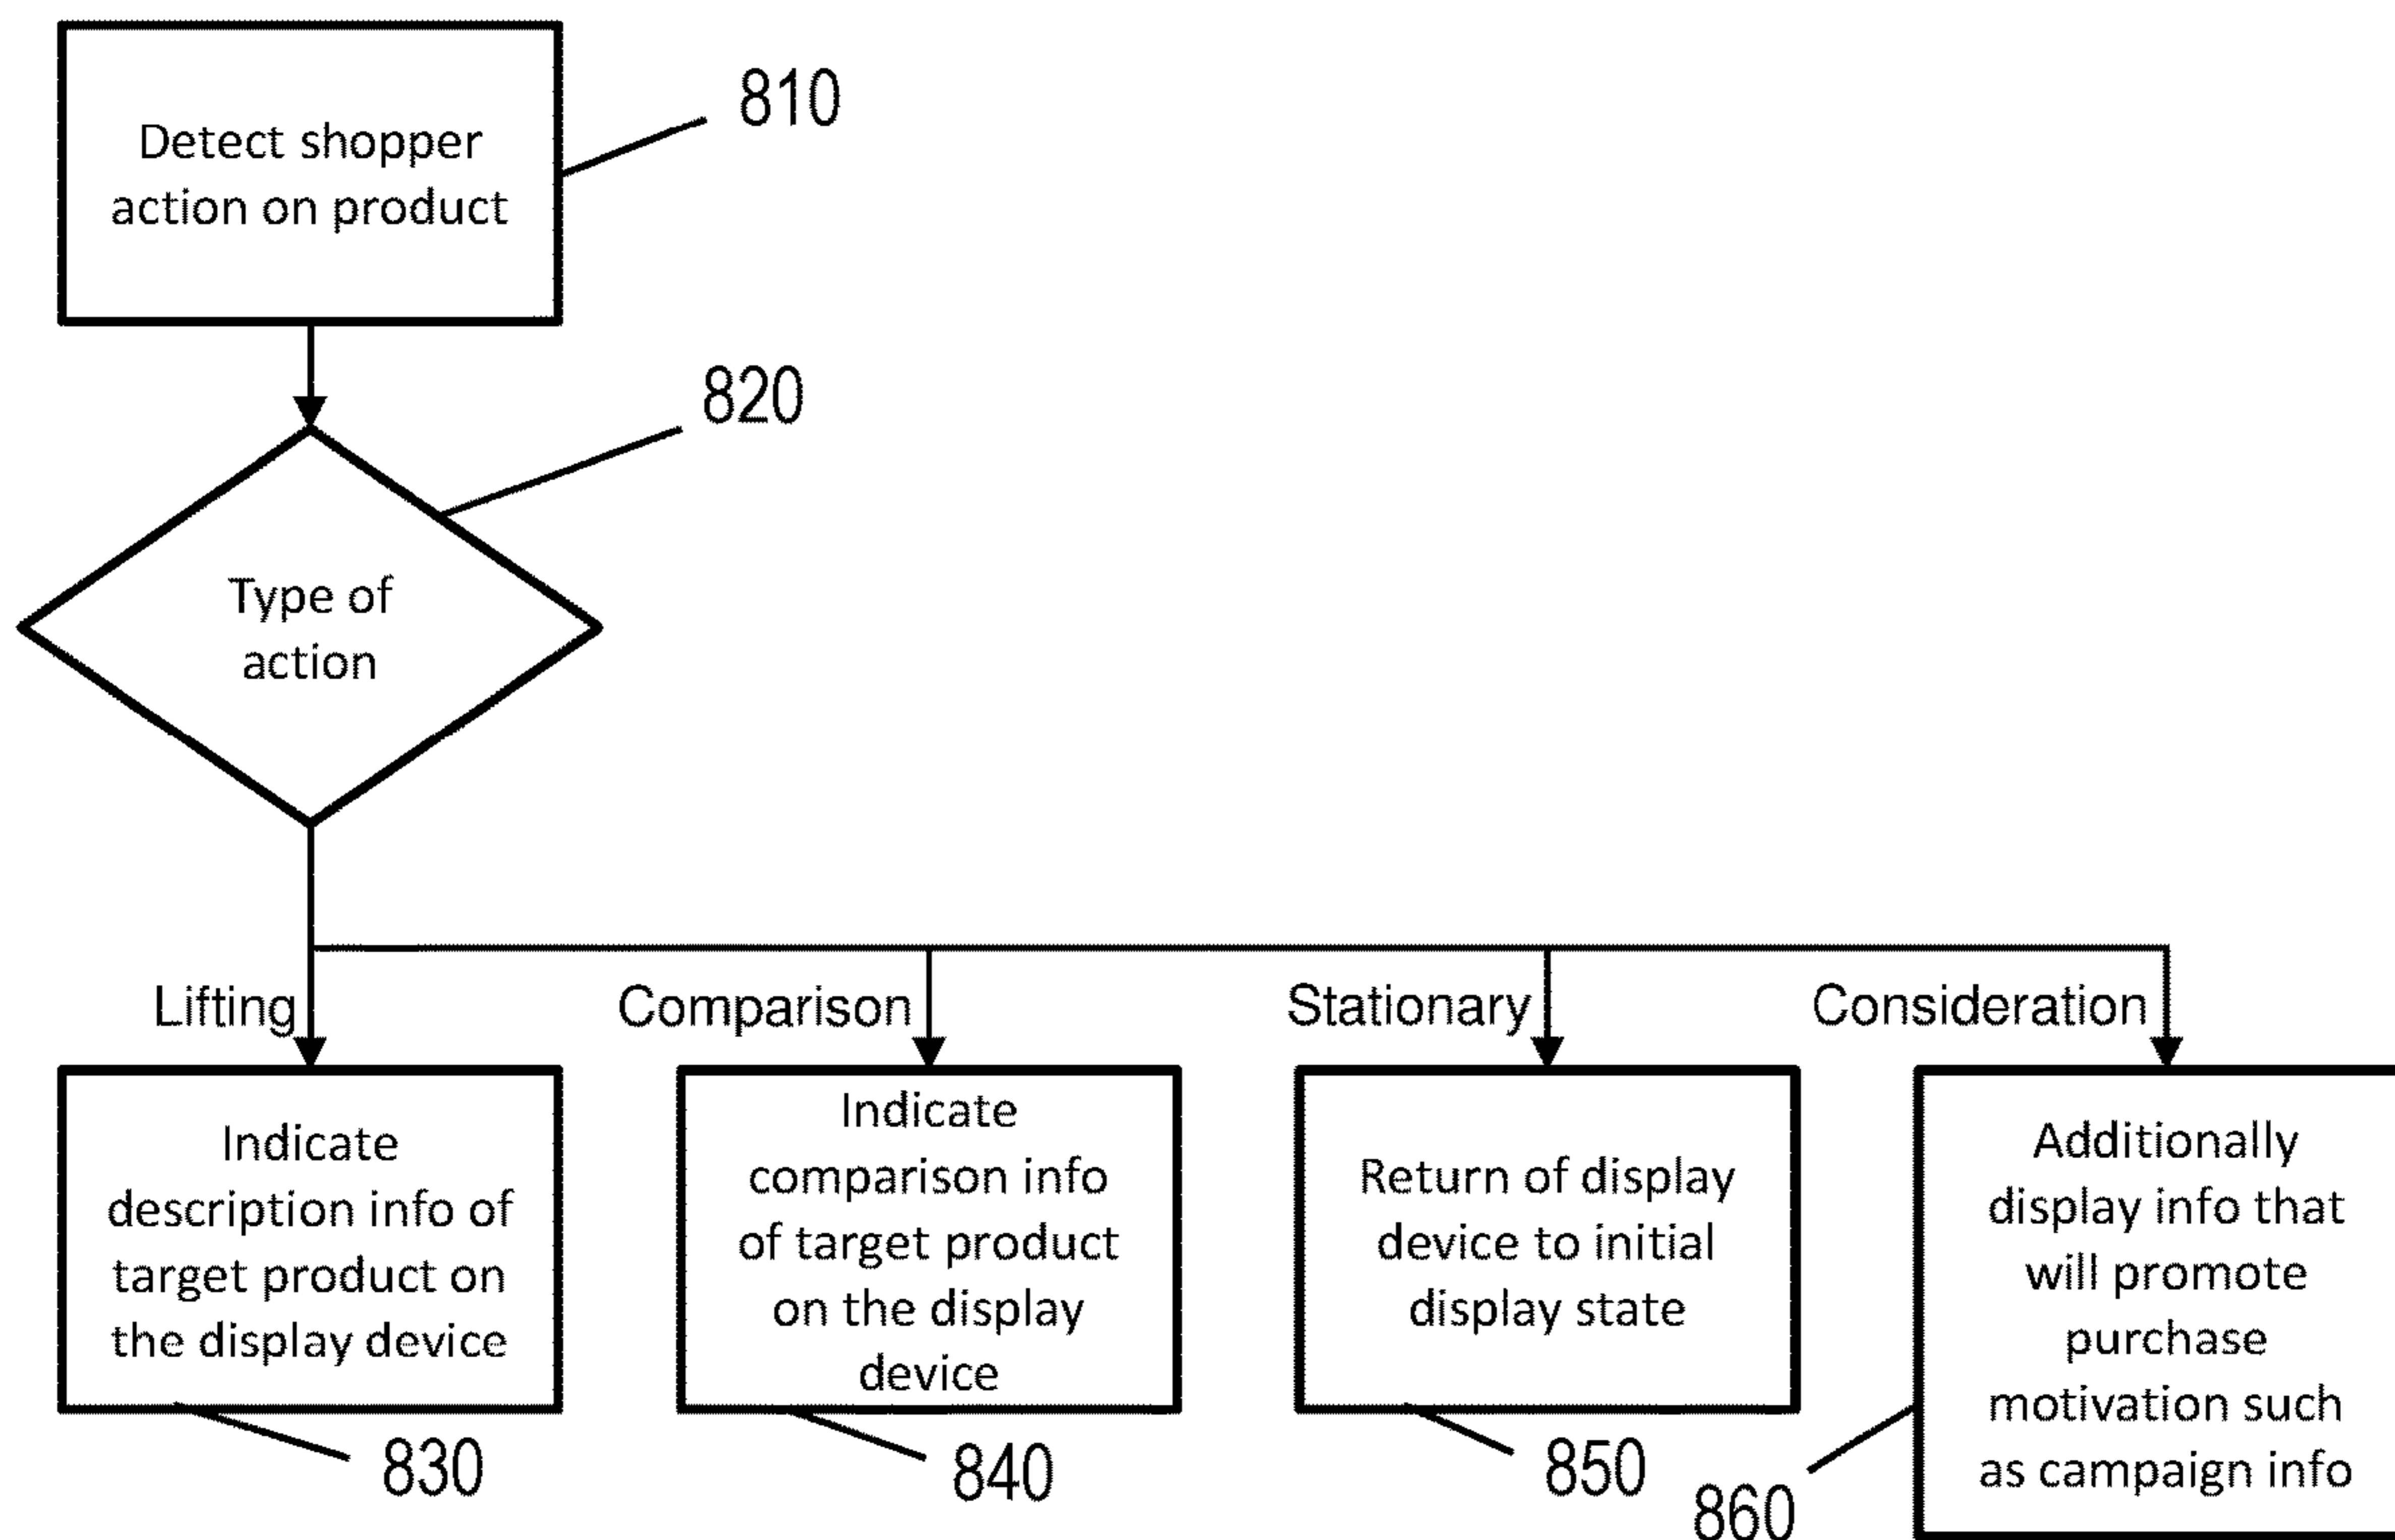 Detect shopper
action on product
810
820
Type of
action
Lifting
Comparison
Stationary
Consideration
Indicate
description info of
target product on
the display device
830
Indicate
comparison info
of target product
on the display
device
840
Return of display
device to initial
display state
850
Additionally
display info that
will promote
purchase
motivation such
as campaign info
860